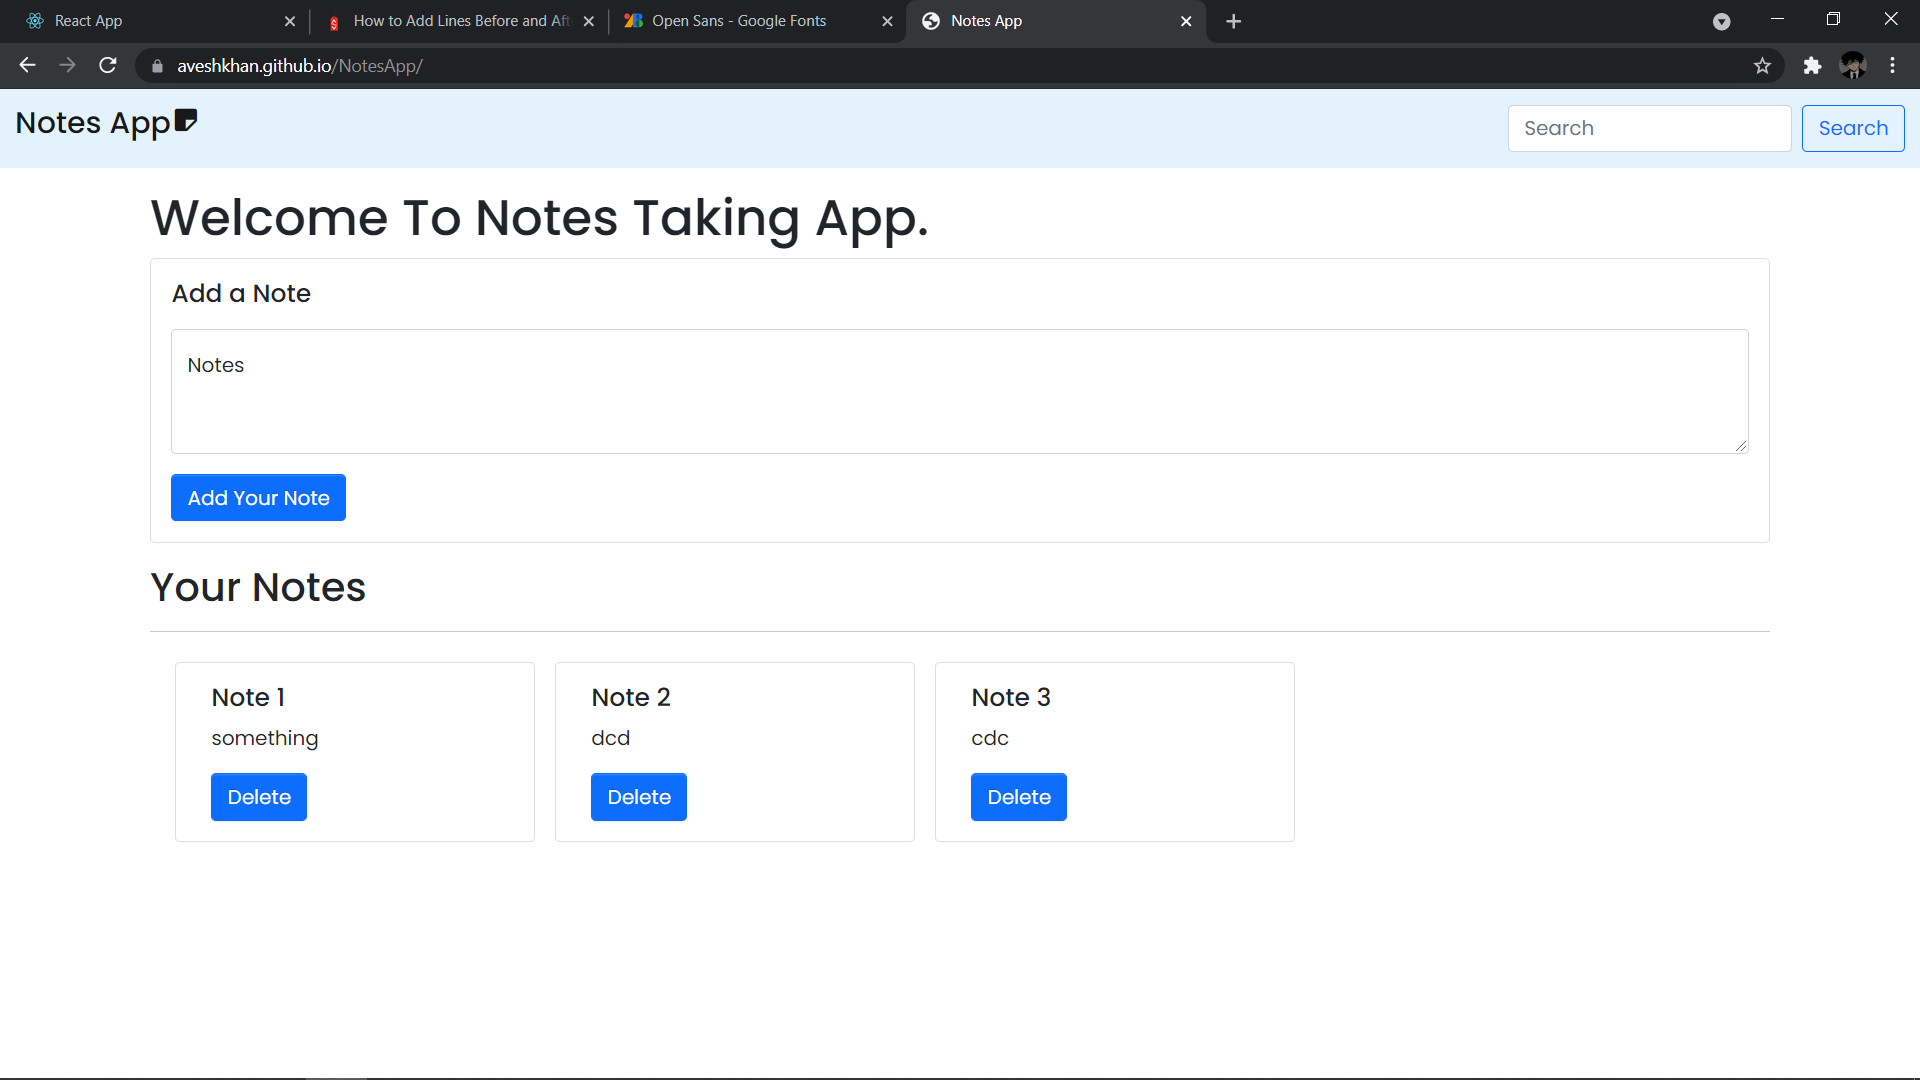 React App
How to Add Lines Before and Aft
Open Sans - Google Fonts
Notes App
aveshkhan.github.io/NotesApp/
Notes App
Search
Search
Welcome To Notes Taking App.
Add a Note
Notes
Add Your Note
Your Notes
Note 1
something
Delete
Note 2
dcd
Delete
Note 3
cdc
Delete